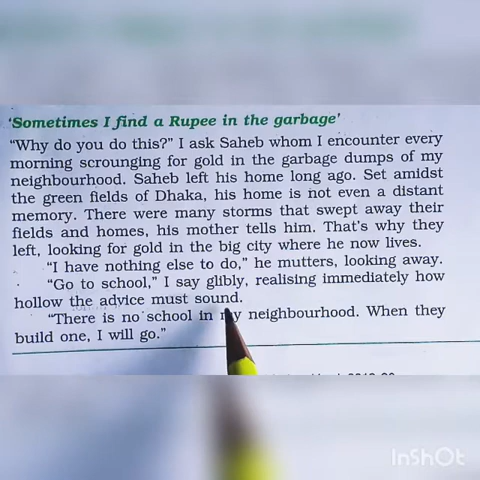 'Sometimes I find a Rupee in the garbage'
"Why do you do this?" I ask Saheb whom I encounter every
morning scrounging for gold in the garbage dumps of my
neighbourhood. Saheb left his home long ago. Set amidst
the green fields of Dhaka, his home is not even a distant
memory. There were many storms that swept away their
fields and homes, his mother tells him. That's why they
left, looking for gold in the big city where he now lives.
"I have nothing else to do," he mutters, looking away.
"Go to school," I say glibly, realising immediately how
hollow the advice must sound.
"There is no school in my neighbourhood. When they
build one, I will go."
InShOt